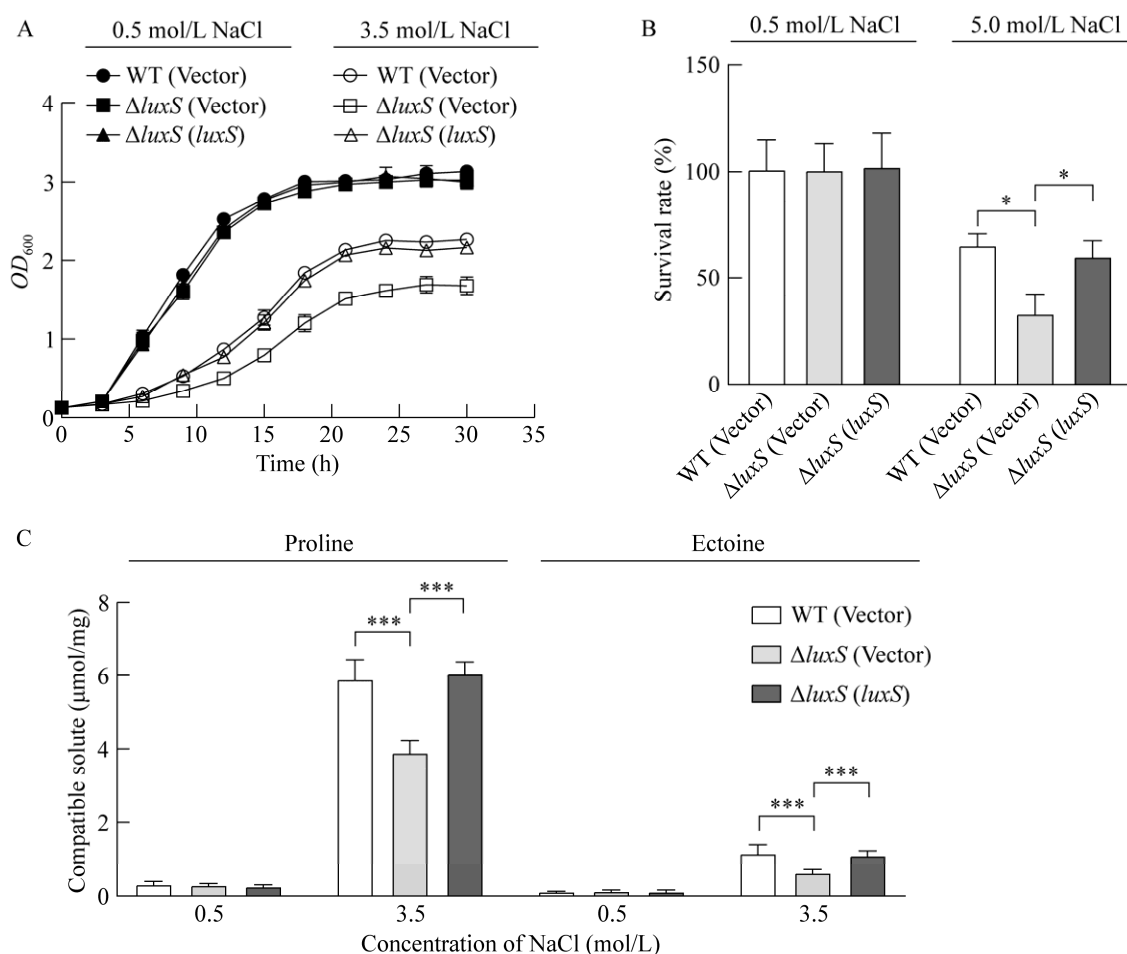 A
0.5 mol/L NaCl
3.5 mol/L NaCl
WT (Vector)
ΔluxS (Vector)
ΔluxS (luxS)
WT (Vector)
ΔluxS (Vector)
ΔluxS (luxS)
OD600
4
3
2
1
0
0 5 10 15 20 25 30 35
Time (h)
B
0.5 mol/L NaCl
5.0 mol/L NaCl
Survival rate (%)
150
100
50
0
* *
WT (Vector)
ΔluxS (Vector)
ΔluxS (luxS)
WT (Vector)
ΔluxS (Vector)
ΔluxS (luxS)
C
Proline
Ectoine
Compatible solute (μmol/mg)
8
6
4
2
0
*** ***
*** ***
WT (Vector)
ΔluxS (Vector)
ΔluxS (luxS)
0.5 3.5 0.5 3.5
Concentration of NaCl (mol/L)